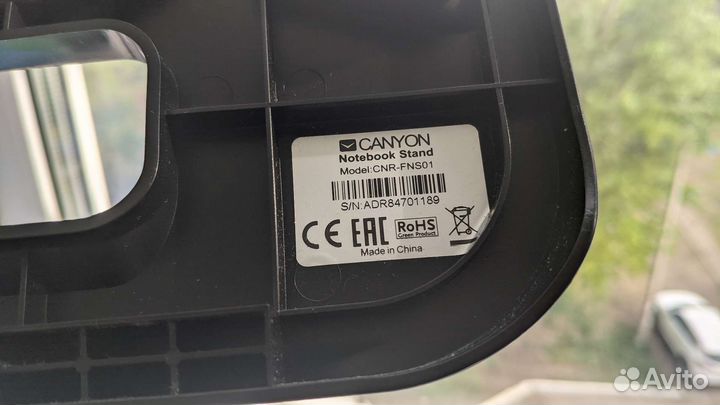 CANYON
Notebook Stand
Model:CNR-FNS01
S/N:ADR84701189
CE EAC RoHS
Green Product
Made in China
Avito